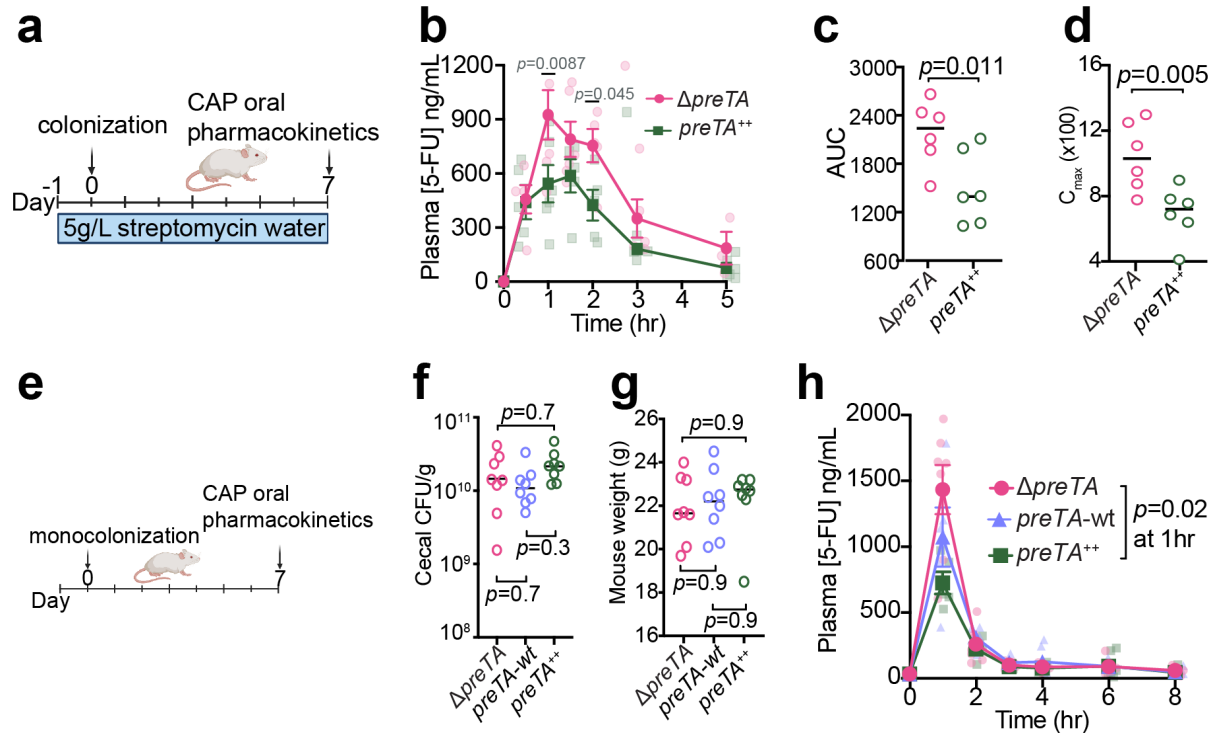 a
colonization
CAP oral
pharmacokinetics
-1
0
7
Day
5g/L streptomycin water
b
Plasma [5-FU] ng/mL
1200
900
600
300
0
p=0.0087
p=0.045
ΔpreTA
preTA++
0 1 2 3 4 5
Time (hr)
c
AUC
3000
2400
1800
1200
600
p=0.011
ΔpreTA
preTA++
d
Cmax (x100)
16
12
8
4
p=0.005
ΔpreTA
preTA++
e
monocolonization
CAP oral
pharmacokinetics
0
7
Day
f
Cecal CFU/g
10^11
10^10
10^9
10^8
p=0.7
p=0.3
p=0.7
ΔpreTA
preTA-wt
preTA++
g
Mouse weight (g)
26
24
22
20
18
16
p=0.9
p=0.9
p=0.9
ΔpreTA
preTA-wt
preTA++
h
Plasma [5-FU] ng/mL
2000
1500
1000
500
0
ΔpreTA
preTA-wt
preTA++
p=0.02
at 1hr
0 2 4 6 8
Time (hr)